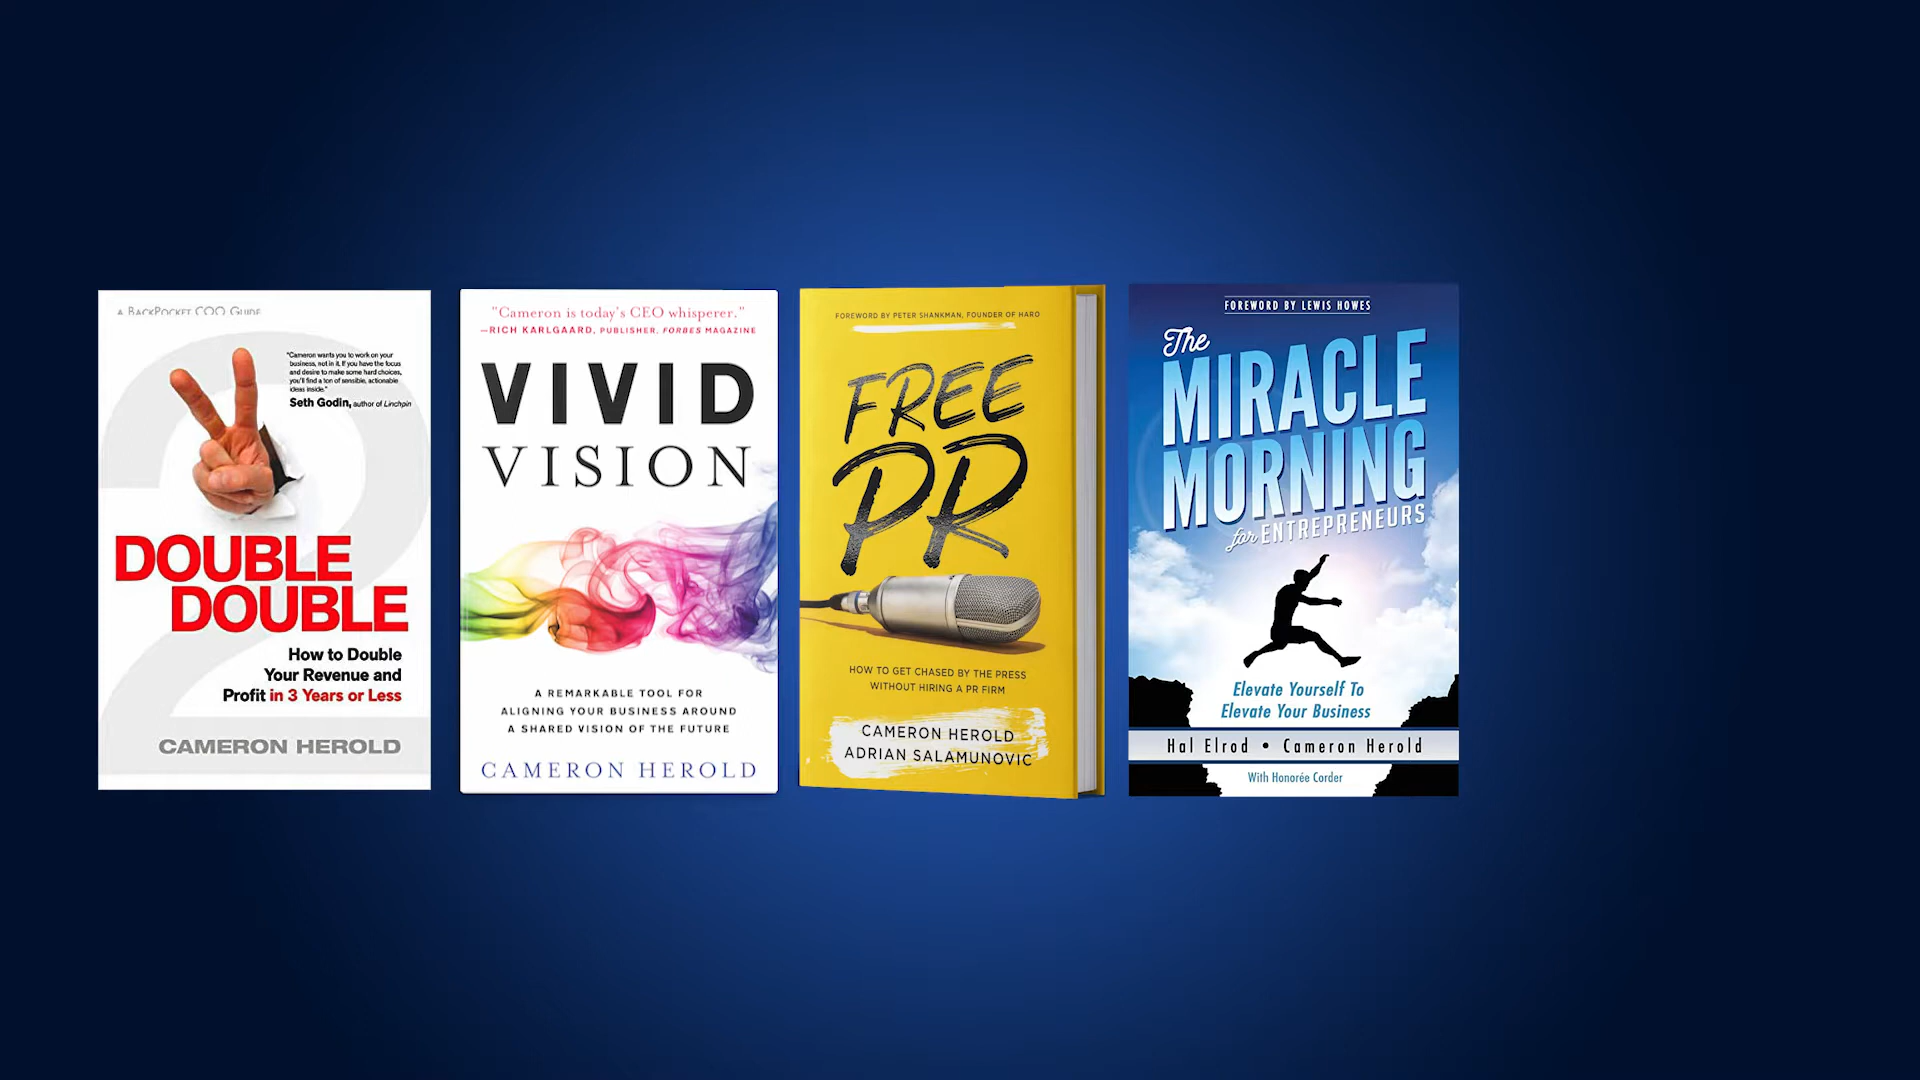 A BACKPOCKET COO GUIDE
"Cameron wants you to work on your
business, not in it. If you have the focus
and desire to make some hard choices,
you'll find a ton of sensible, actionable
ideas inside."
Seth Godin, author of Linchpin
2
DOUBLE
DOUBLE
How to Double
Your Revenue and
Profit in 3 Years or Less
CAMERON HEROLD
"Cameron is today's CEO whisperer."
—RICH KARLGAARD, PUBLISHER, FORBES MAGAZINE
VIVID
VISION
A REMARKABLE TOOL FOR
ALIGNING YOUR BUSINESS AROUND
A SHARED VISION OF THE FUTURE
CAMERON HEROLD
FOREWORD BY PETER SHANKMAN, FOUNDER OF HARO
FREE
PR
HOW TO GET CHASED BY THE PRESS
WITHOUT HIRING A PR FIRM
CAMERON HEROLD
ADRIAN SALAMUNOVIC
FOREWORD BY LEWIS HOWES
The
MIRACLE
MORNING
for ENTREPRENEURS
Elevate Yourself To
Elevate Your Business
Hal Elrod • Cameron Herold
With Honorée Corder